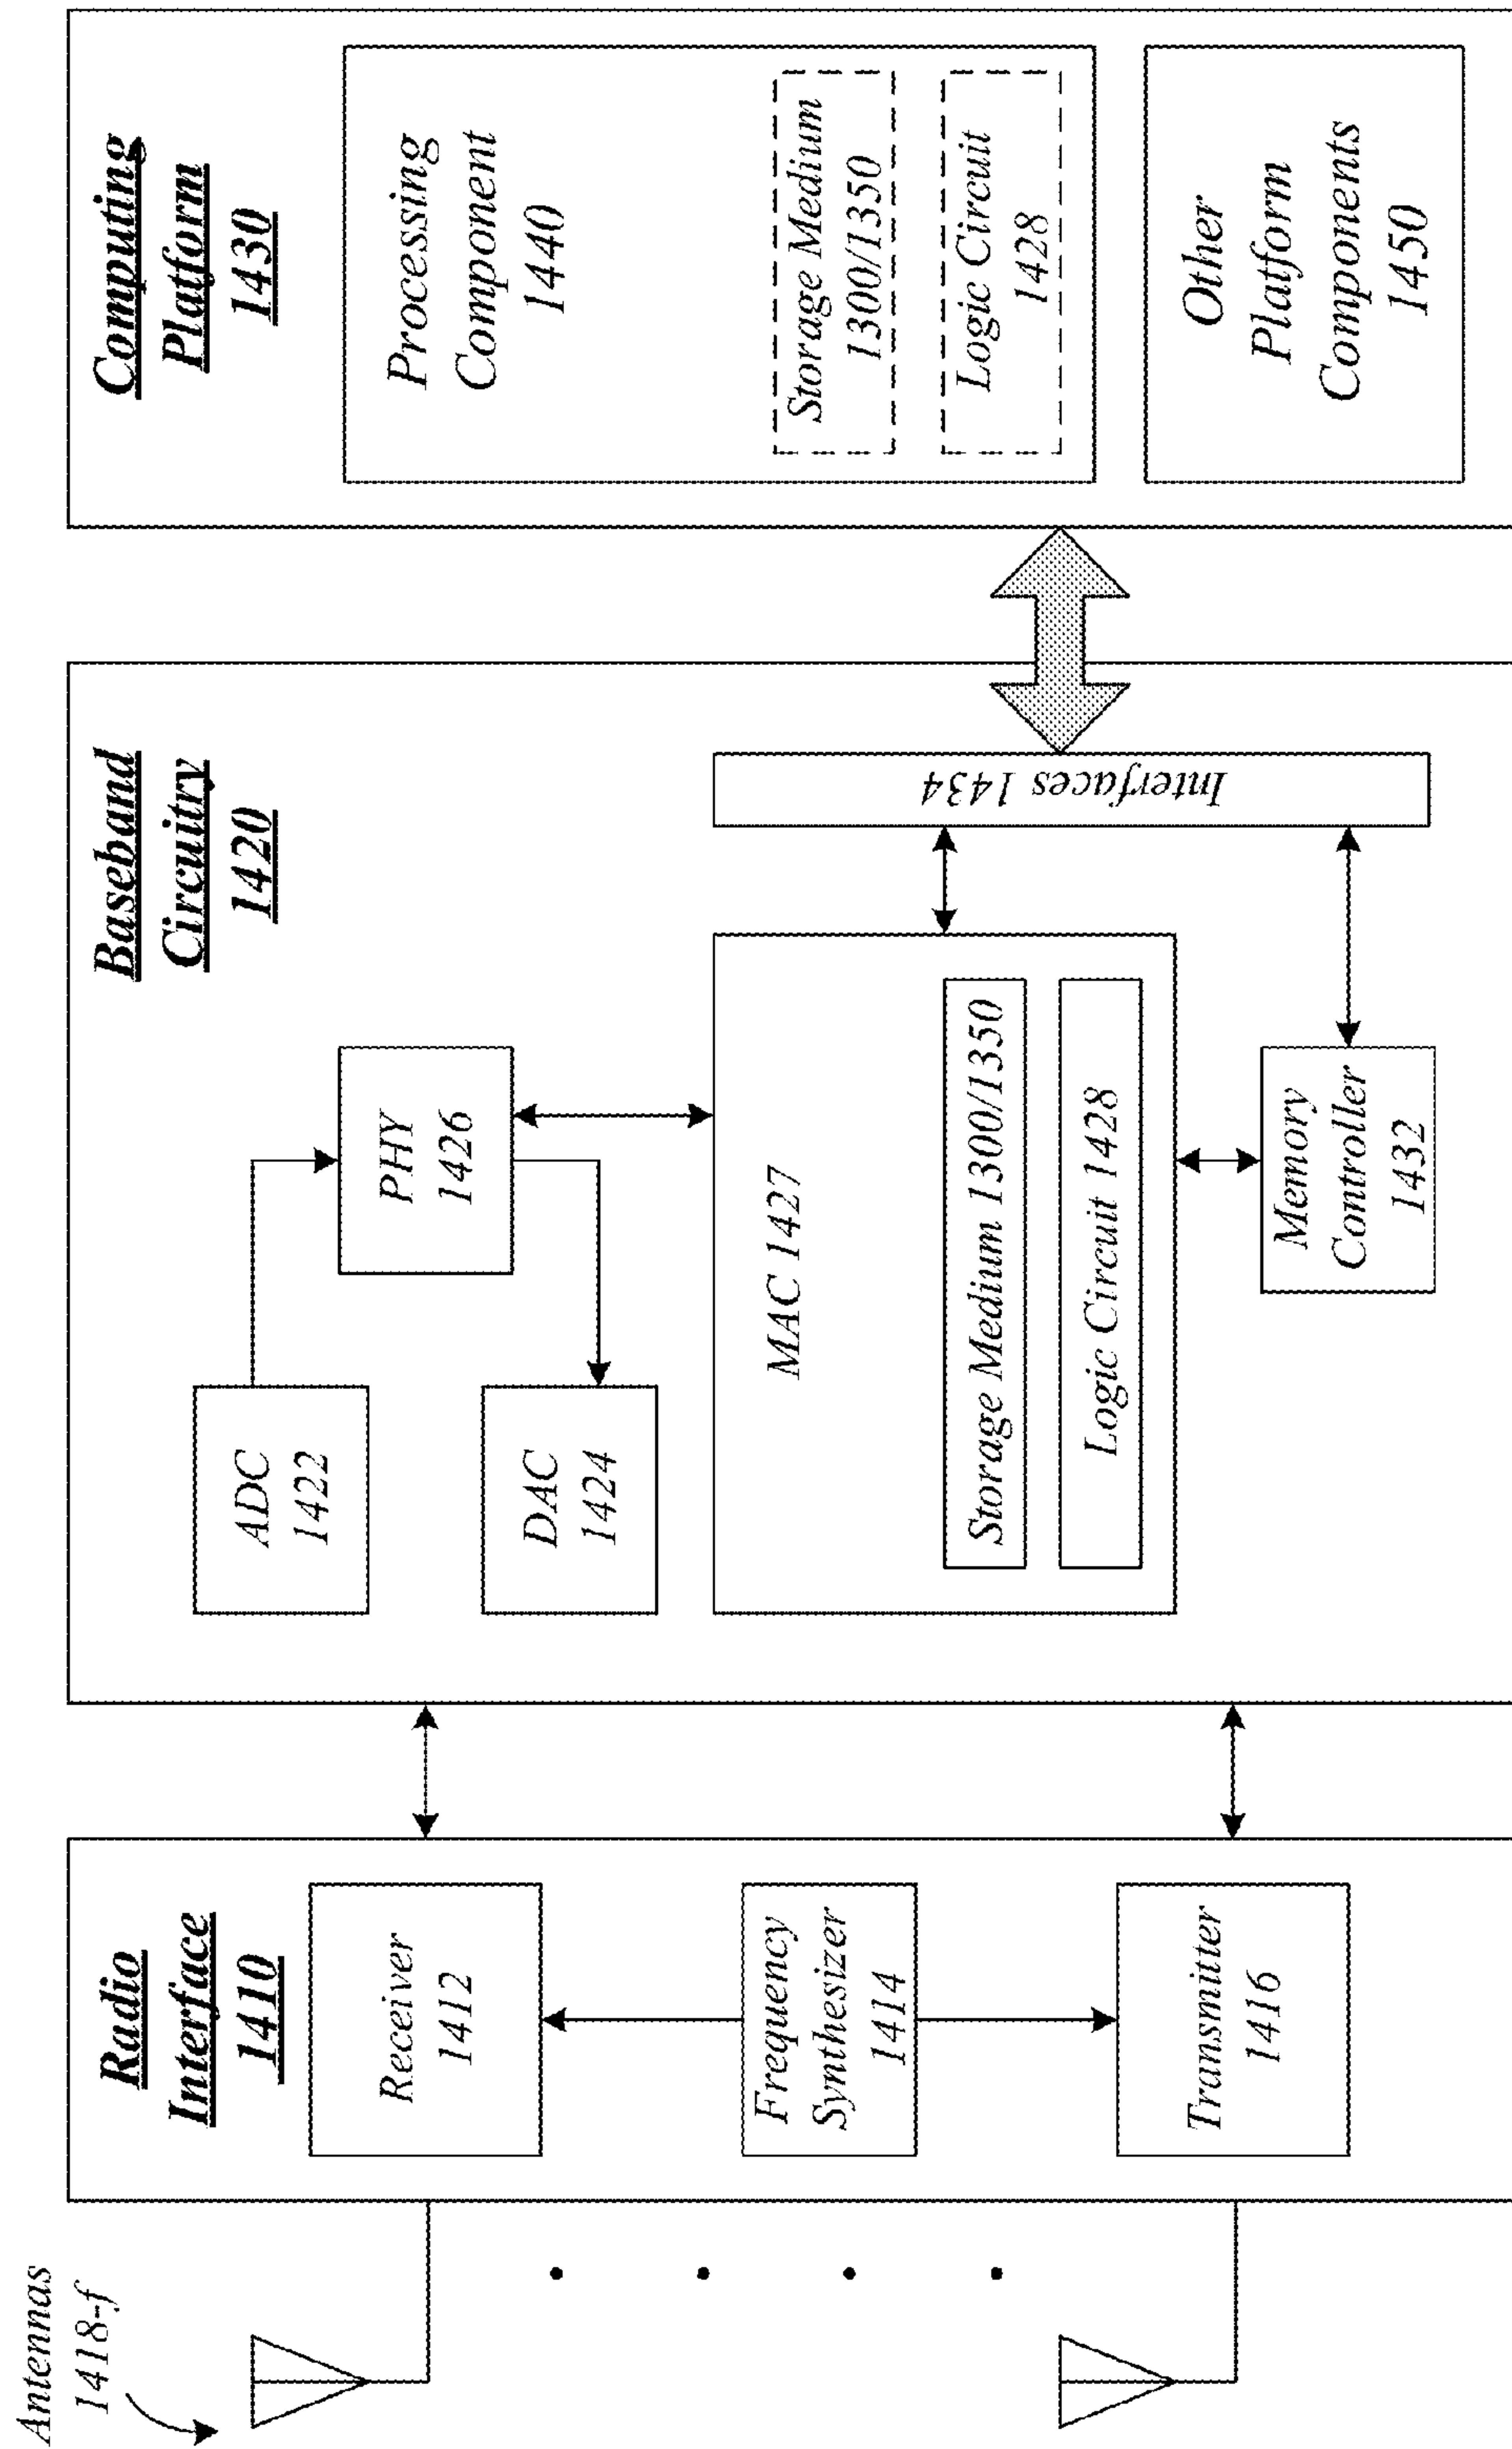 Antennas
1418-f
Radio
Interface
1410
Receiver
1412
Frequency
Synthesizer
1414
Transmitter
1416
Baseband
Circuitry
1420
ADC
1422
DAC
1424
PHY
1426
MAC 1427
Storage Medium 1300/1350
Logic Circuit 1428
Memory
Controller
1432
Interfaces 1434
Computing
Platform
1430
Processing
Component
1440
Storage Medium
1300/1350
Logic Circuit
1428
Other
Platform
Components
1450